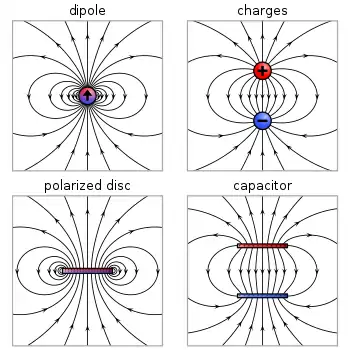 dipole
charges
+
−
polarized disc
capacitor